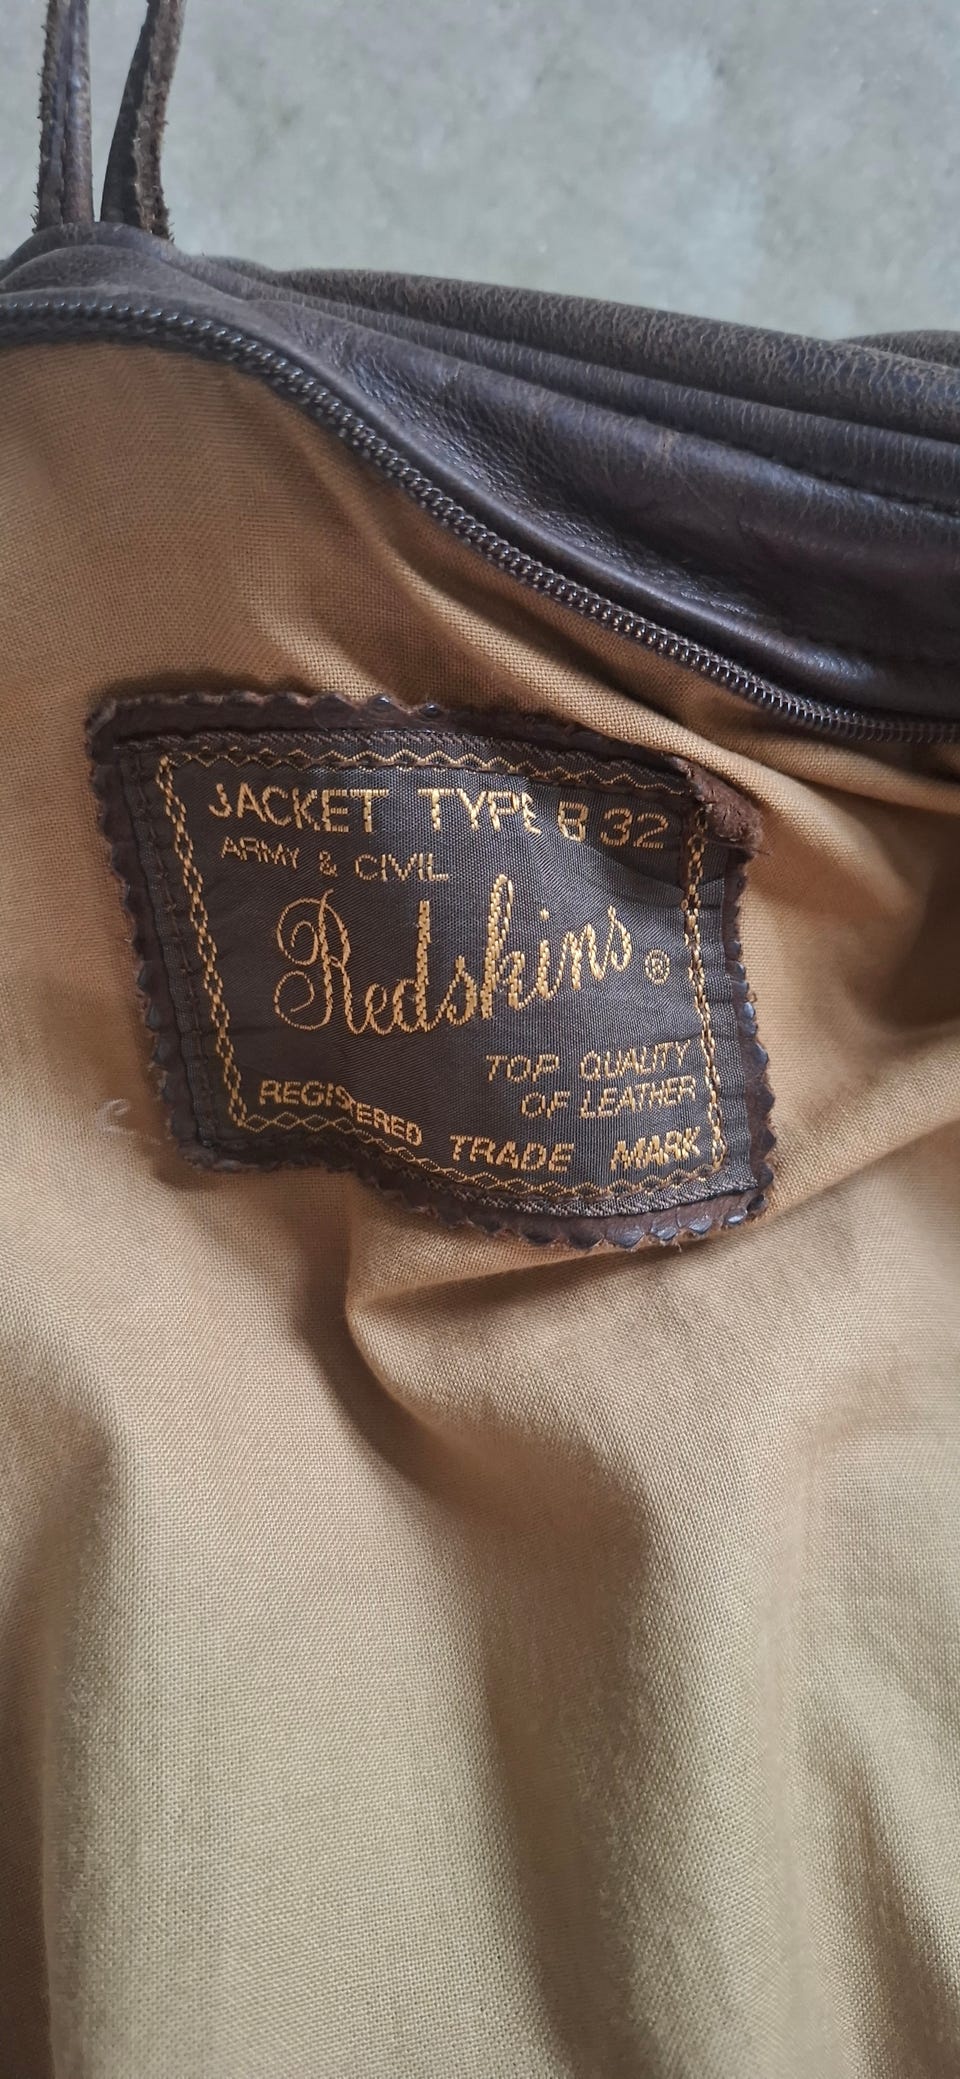 JACKET TYPE B 32
ARMY & CIVIL
Redskins ®
TOP QUALITY
OF LEATHER
REGISTERED TRADE MARK